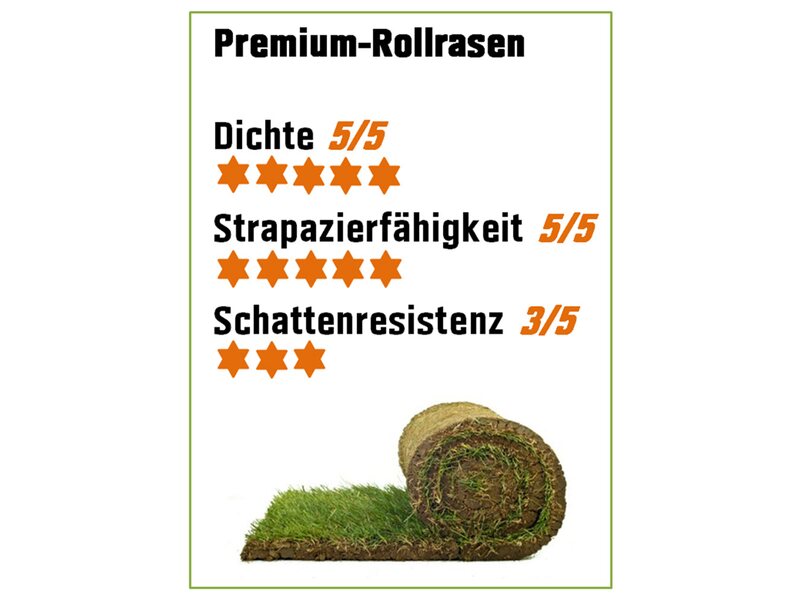 Premium-Rollrasen
Dichte 5/5
Strapazierfähigkeit 5/5
Schattenresistenz 3/5